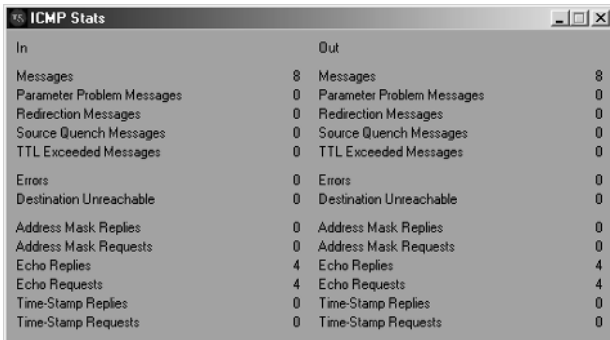 ICMP Stats
In Out
Messages 8 Messages 8
Parameter Problem Messages 0 Parameter Problem Messages 0
Redirection Messages 0 Redirection Messages 0
Source Quench Messages 0 Source Quench Messages 0
TTL Exceeded Messages 0 TTL Exceeded Messages 0
Errors 0 Errors 0
Destination Unreachable 0 Destination Unreachable 0
Address Mask Replies 0 Address Mask Replies 0
Address Mask Requests 0 Address Mask Requests 0
Echo Replies 4 Echo Replies 4
Echo Requests 4 Echo Requests 4
Time-Stamp Replies 0 Time-Stamp Replies 0
Time-Stamp Requests 0 Time-Stamp Requests 0